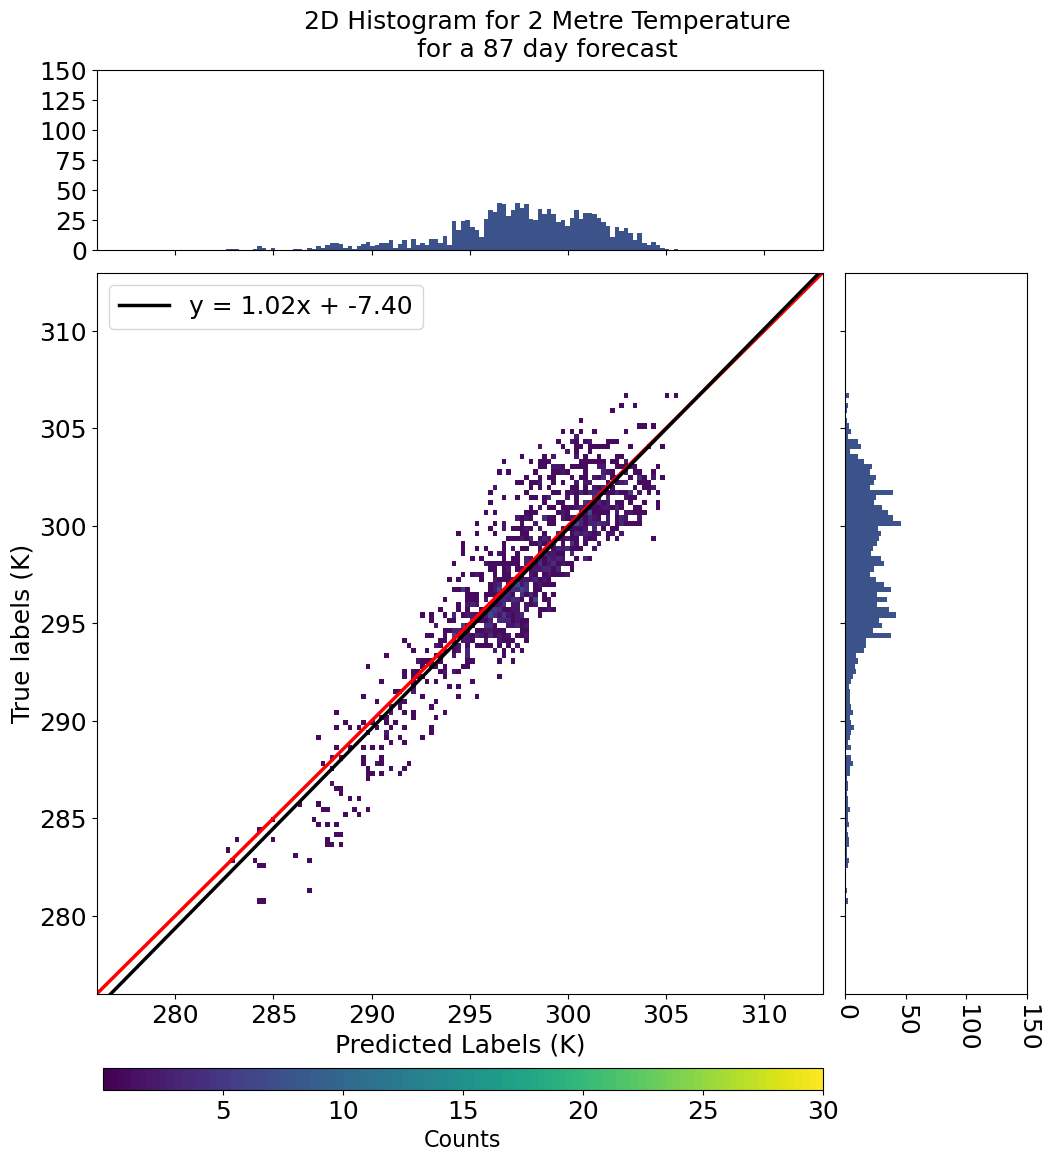 2D Histogram for 2 Metre Temperature
for a 87 day forecast
150
125
100
75
50
25
0
y = 1.02x + -7.40
310
305
300
295
290
285
280
True labels (K)
280 285 290 295 300 305 310
Predicted Labels (K)
0 50 100 150
5 10 15 20 25 30
Counts